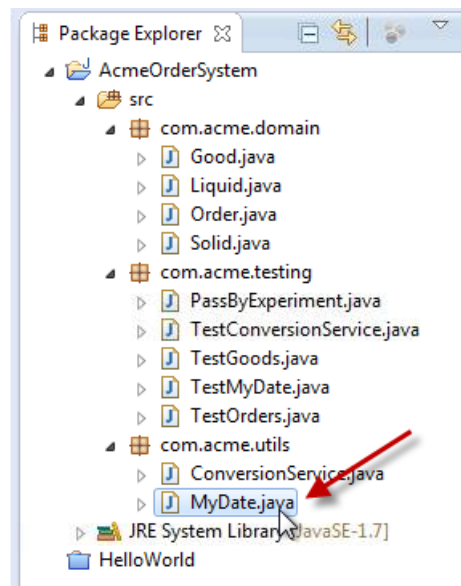 Package Explorer
AcmeOrderSystem
src
com.acme.domain
Good.java
Liquid.java
Order.java
Solid.java
com.acme.testing
PassByExperiment.java
TestConversionService.java
TestGoods.java
TestMyDate.java
TestOrders.java
com.acme.utils
ConversionService.java
MyDate.java
JRE System Library [JavaSE-1.7]
HelloWorld